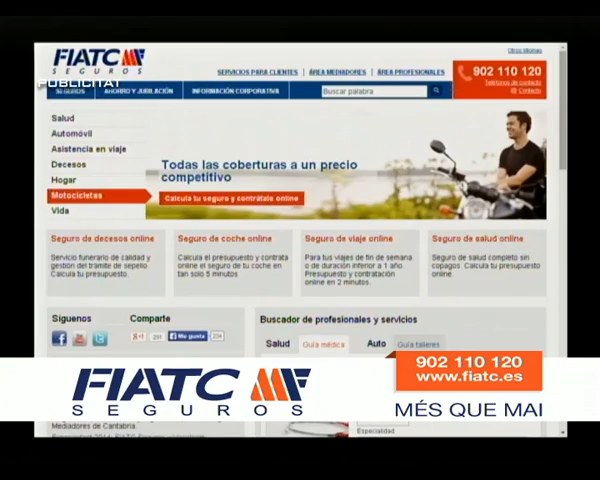 Otros idiomas
FIATC
SEGUROS
PUBLICITAT
SERVICIOS PARA CLIENTES | ÁREA MEDIADORES | ÁREA PROFESIONALES
902 110 120
Teléfonos de contacto
@ Contacto
SEGUROS
AHORRO Y JUBILACIÓN
INFORMACIÓN CORPORATIVA
Buscar palabra
Salud
Automóvil
Asistencia en viaje
Decesos
Hogar
Motocicletas
Vida
Todas las coberturas a un precio
competitivo
Calcula tu seguro y contrátalo online
Seguro de decesos online
Servicio funerario de calidad y
gestión del trámite de sepelio.
Calcula tu presupuesto.
Seguro de coche online
Calcula el presupuesto y contrata
online el seguro de tu coche en
tan solo 5 minutos
Seguro de viaje online
Para tus viajes de fin de semana
o de duración inferior a 1 año.
Presupuesto y contratación
online en 2 minutos.
Seguro de salud online
Seguro de salud completo sin
copagos. Calcula tu presupuesto
online.
Síguenos
Comparte
Me gusta
234
Buscador de profesionales y servicios
Salud
Guía médica
Auto
Guía talleres
902 110 120
www.fiatc.es
FIATC
SEGUROS
MÉS QUE MAI
Mediadores de Cantabria
Especialidad